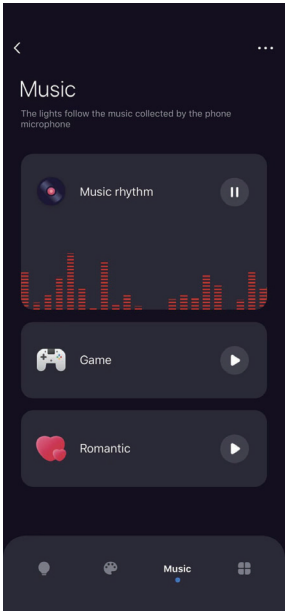 Music
The lights follow the music collected by the phone
microphone
Music rhythm
Game
Romantic
Music